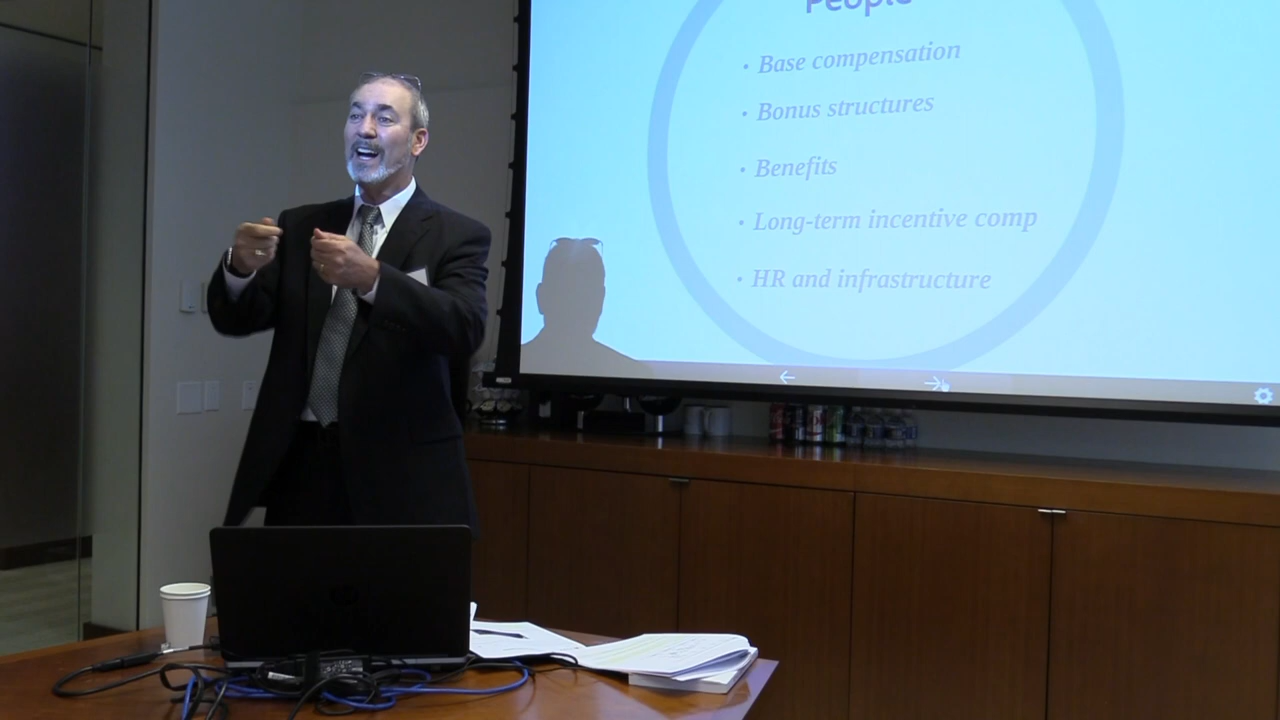 People
• Base compensation
• Bonus structures
• Benefits
• Long-term incentive comp
• HR and infrastructure